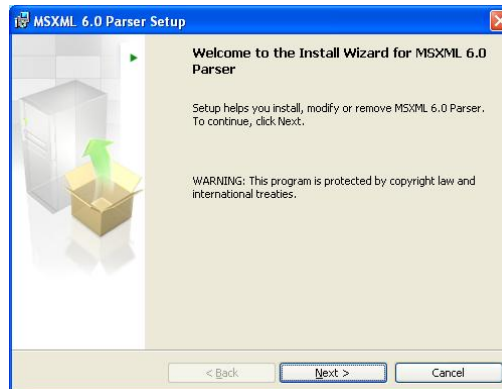 MSXML 6.0 Parser Setup
Welcome to the Install Wizard for MSXML 6.0
Parser
Setup helps you install, modify or remove MSXML 6.0 Parser.
To continue, click Next.
WARNING: This program is protected by copyright law and
international treaties.
< Back
Next >
Cancel